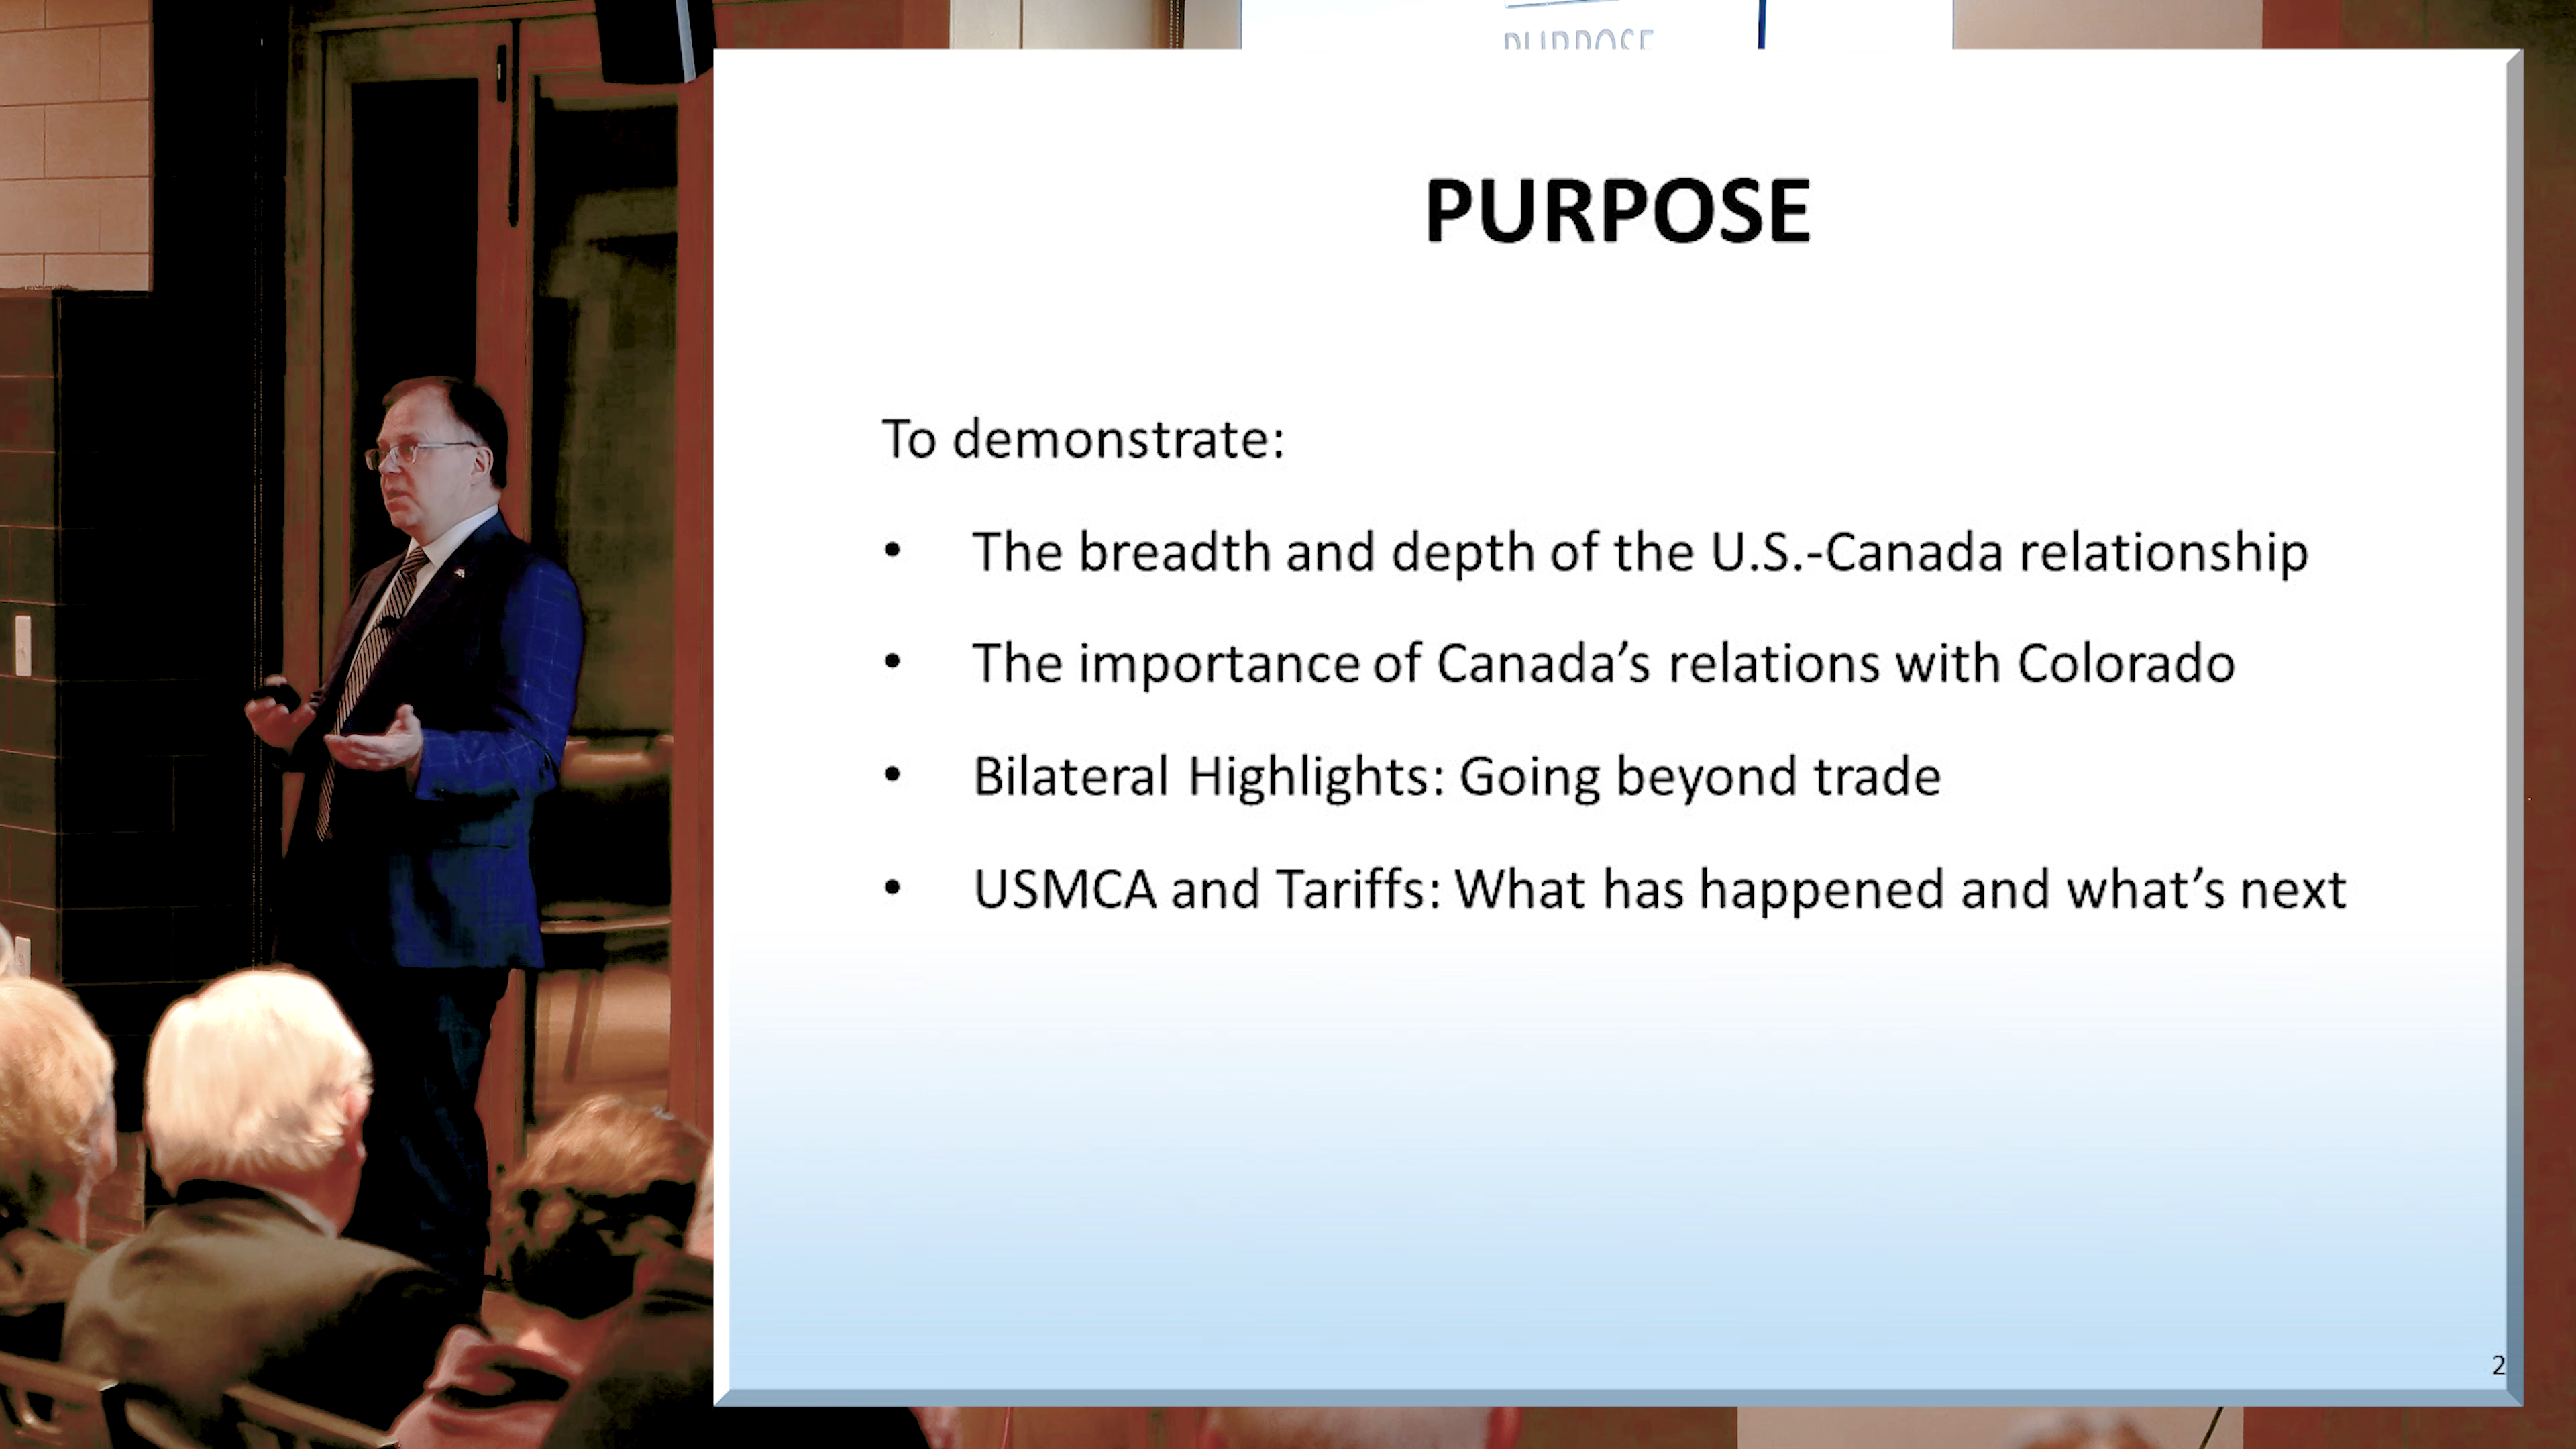 PURPOSE
PURPOSE
To demonstrate:
• The breadth and depth of the U.S.-Canada relationship
• The importance of Canada’s relations with Colorado
• Bilateral Highlights: Going beyond trade
• USMCA and Tariffs: What has happened and what’s next
2